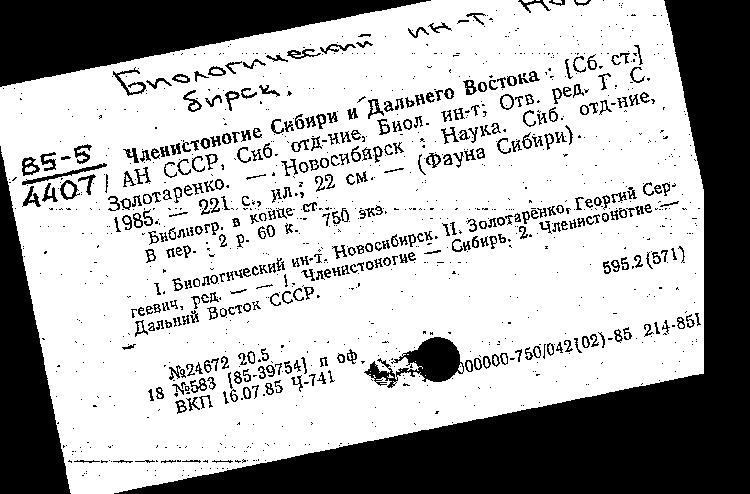 Биологический ин-т. Ново
бирск.
85-5
4407
Членистоногие Сибири и Дальнего Востока : [Сб. ст.]
/ АН СССР, Сиб. отд-ние, Биол. ин-т; Отв. ред. Г. С.
Золотаренко. — Новосибирск : Наука. Сиб. отд-ние,
1985. — 221 с., ил.; 22 см. — (Фауна Сибири).
Библиогр. в конце ст.
В пер. : 2 р. 60 к. 750 экз.
I. Биологический ин-т. Новосибирск. II. Золотаренко, Георгий Сер-
геевич, ред. — — 1. Членистоногие — Сибирь. 2. Членистоногие —
Дальний Восток СССР.
595.2(571)
№24672 20.5
18 №583 [85-39754] п оф
ВКП 16.07.85 Ч-741
000000-750/042(02)-85 214-85I